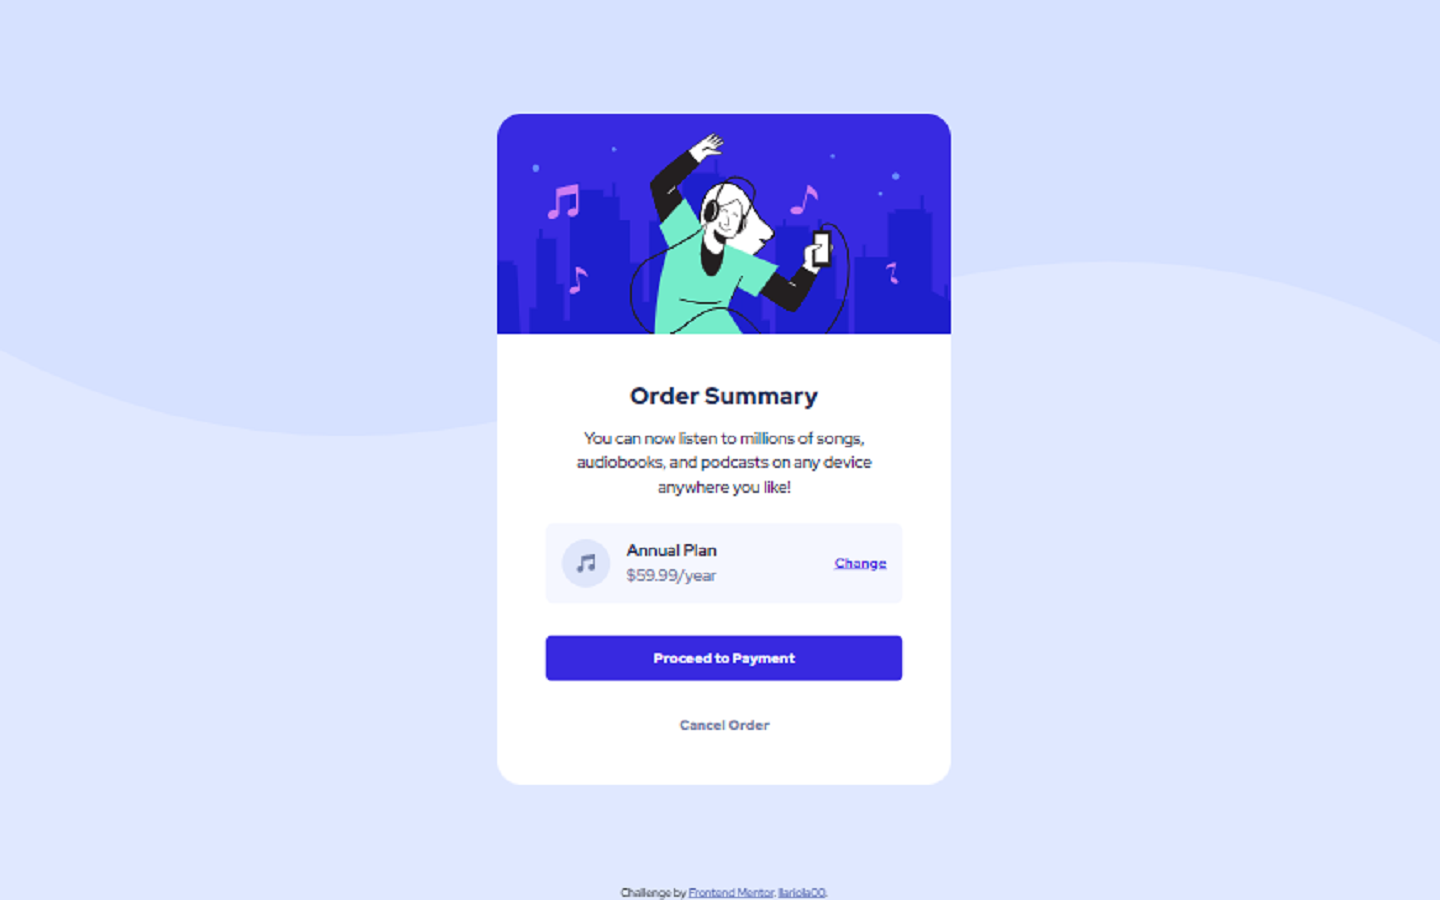 Order Summary
You can now listen to millions of songs,
audiobooks, and podcasts on any device
anywhere you like!
Annual Plan
$59.99/year
Change
Proceed to Payment
Cancel Order
Challenge by Frontend Mentor. Ilariola00.